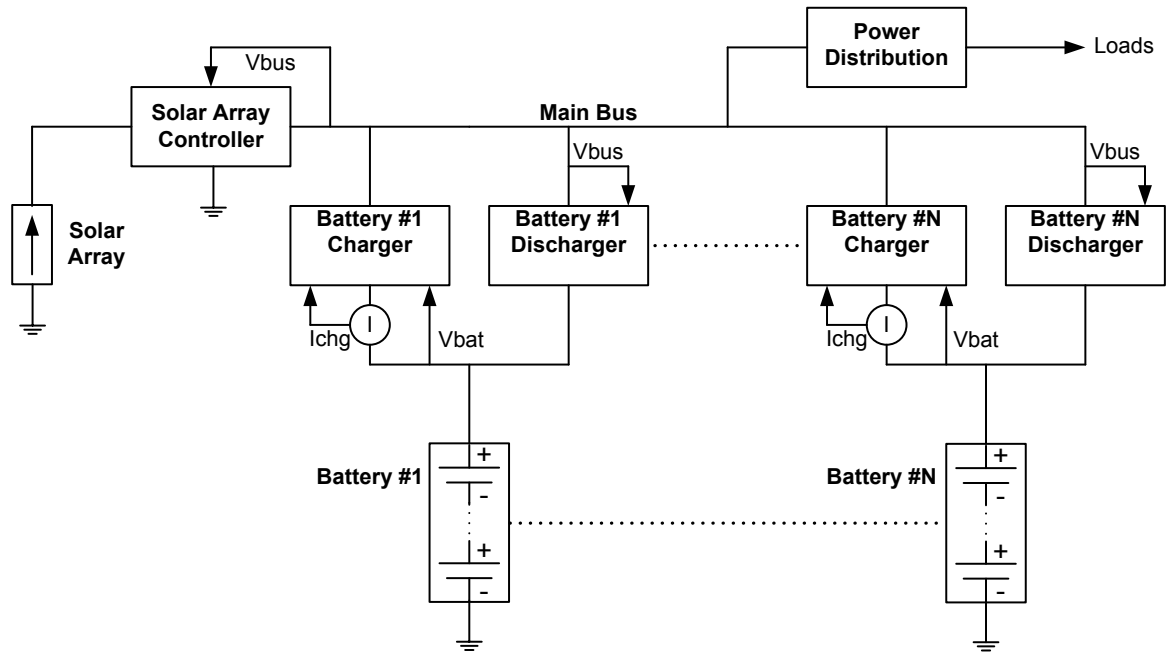 Power
Distribution
Loads
Vbus
Solar Array
Controller
Main Bus
Vbus
Vbus
Solar
Array
Battery #1
Charger
Battery #1
Discharger
Battery #N
Charger
Battery #N
Discharger
I
Ichg
Vbat
I
Ichg
Vbat
Battery #1
+
-
+
-
Battery #N
+
-
+
-